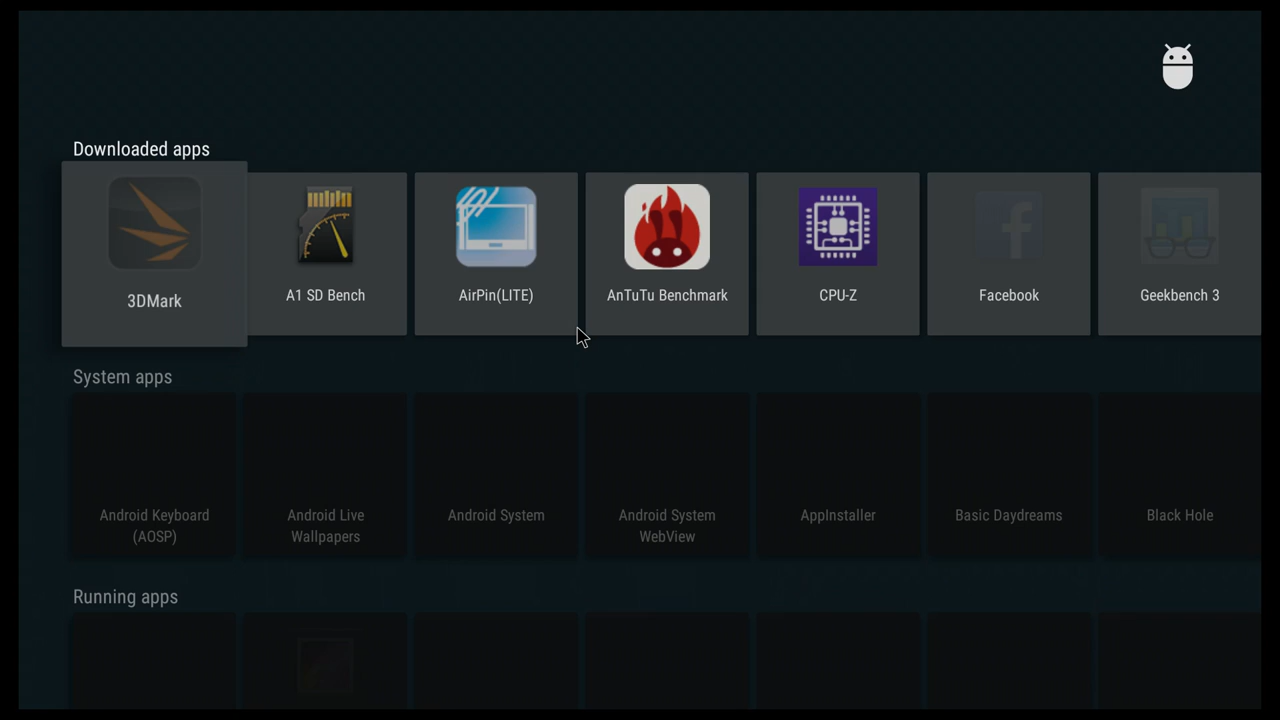 Downloaded apps
3DMark
A1 SD Bench
AirPin(LITE)
AnTuTu Benchmark
CPU-Z
Facebook
Geekbench 3
System apps
Android Keyboard
(AOSP)
Android Live
Wallpapers
Android System
Android System
WebView
AppInstaller
Basic Daydreams
Black Hole
Running apps